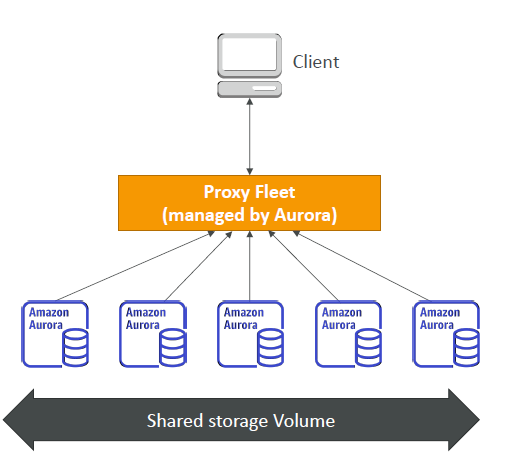 Client
Proxy Fleet
(managed by Aurora)
Amazon
Aurora
Amazon
Aurora
Amazon
Aurora
Amazon
Aurora
Amazon
Aurora
Shared storage Volume